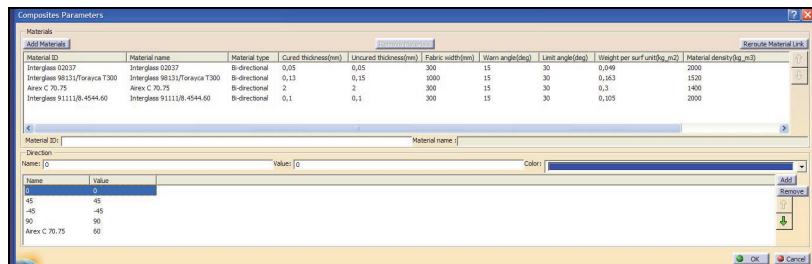 Composites Parameters
Materials
Add Materials Reroute Material Link
Material ID Material name Material type Cured thickness(mm) Uncured thickness(mm) Fabric width(mm) Warn angle(deg) Limit angle(deg) Weight per surf unit(kg_m2) Material density(kg_m3)
Interglass 02037 Interglass 02037 Bi-directional 0,05 0,05 300 15 30 0,049 2000
Interglass 98131/Torayca T300 Interglass 98131/Torayca T300 Bi-directional 0,13 0,15 1000 15 30 0,163 1520
Airex C 70.75 Airex C 70.75 Bi-directional 2 2 300 15 30 0,3 1400
Interglass 91111/8.4544.60 Interglass 91111/8.4544.60 Bi-directional 0,1 0,1 300 15 30 0,105 2000
Material ID: Material name :
Direction
Name: 0 Value: 0 Color:
Name Value Add
0 0 Remove
45 45
-45 -45
90 90
Airex C 70.75 60
OK Cancel